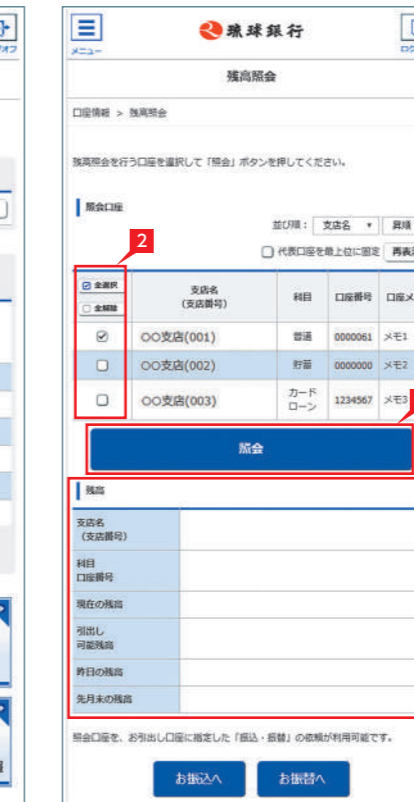 メニュー
琉球銀行
残高照会
口座情報 > 残高照会
残高照会を行う口座を選択して「照会」ボタンを押してください。
照会口座
並び順: 支店名 昇順
代表口座を最上位に固定
2
全選択
全解除
支店名
(支店番号)
科目
口座番号
〇〇支店(001) 普通 0000061 メモ1
〇〇支店(002) 貯蓄 0000000 メモ2
〇〇支店(003) カード
ローン 1234567 メモ3
照会
残高
支店名
(支店番号)
科目
口座番号
現在の残高
引出し
可能残高
昨日の残高
先月末の残高
照会口座を、お引出し口座に指定した「振込・振替」の依頼が利用可能です。
お振込へ お振替へ